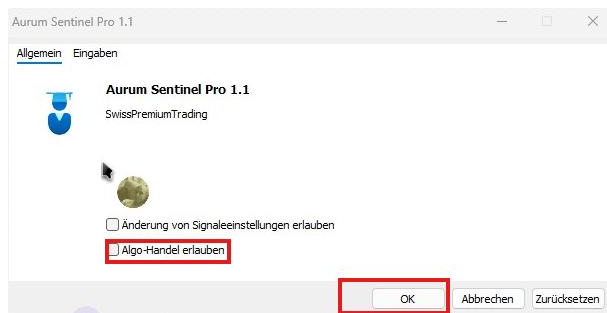 Aurum Sentinel Pro 1.1
Allgemein Eingaben
Aurum Sentinel Pro 1.1
SwissPremiumTrading
Änderung von Signaleinstellungen erlauben
Algo-Handel erlauben
OK Abbrechen Zurücksetzen